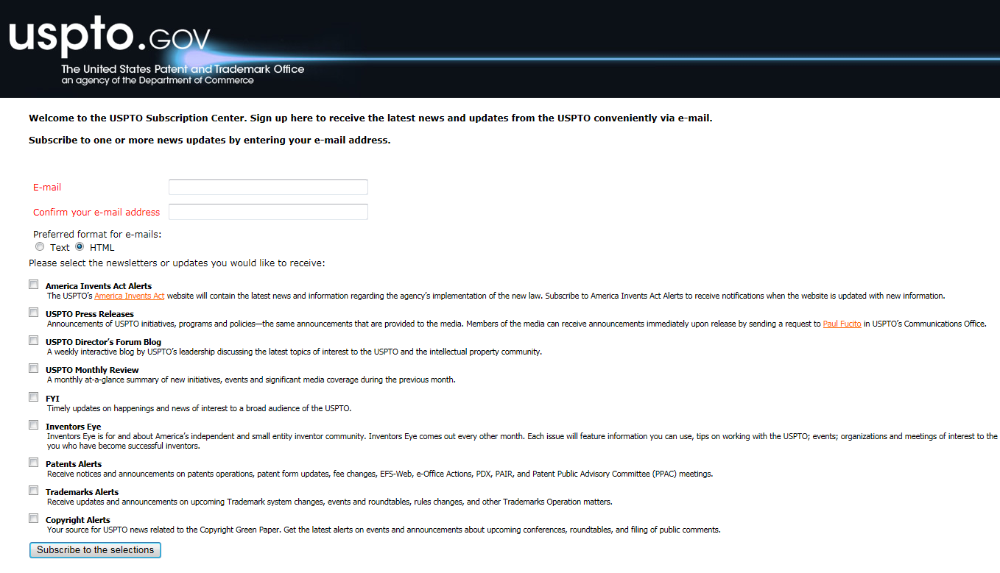 uspto.GOV
The United States Patent and Trademark Office
an agency of the Department of Commerce
Welcome to the USPTO Subscription Center. Sign up here to receive the latest news and updates from the USPTO conveniently via e-mail.
Subscribe to one or more news updates by entering your e-mail address.
E-mail
Confirm your e-mail address
Preferred format for e-mails:
Text HTML
Please select the newsletters or updates you would like to receive:
America Invents Act Alerts
The USPTO's America Invents Act website will contain the latest news and information regarding the agency's implementation of the new law. Subscribe to America Invents Act Alerts to receive notifications when the website is updated with new information.
USPTO Press Releases
Announcements of USPTO initiatives, programs and policies—the same announcements that are provided to the media. Members of the media can receive announcements immediately upon release by sending a request to Paul Fucito in USPTO's Communications Office.
USPTO Director's Forum Blog
A weekly interactive blog by USPTO's leadership discussing the latest topics of interest to the USPTO and the intellectual property community.
USPTO Monthly Review
A monthly at-a-glance summary of new initiatives, events and significant media coverage during the previous month.
FYI
Timely updates on happenings and news of interest to a broad audience of the USPTO.
Inventors Eye
Inventors Eye is for and about America's independent and small entity inventor community. Inventors Eye comes out every other month. Each issue will feature information you can use, tips on working with the USPTO; events; organizations and meetings of interest to the
you who have become successful inventors.
Patents Alerts
Receive notices and announcements on patents operations, patent form updates, fee changes, EFS-Web, e-Office Actions, PDX, PAIR, and Patent Public Advisory Committee (PPAC) meetings.
Trademarks Alerts
Receive updates and announcements on upcoming Trademark system changes, events and roundtables, rules changes, and other Trademarks Operation matters.
Copyright Alerts
Your source for USPTO news related to the Copyright Green Paper. Get the latest alerts on events and announcements about upcoming conferences, roundtables, and filing of public comments.
Subscribe to the selections